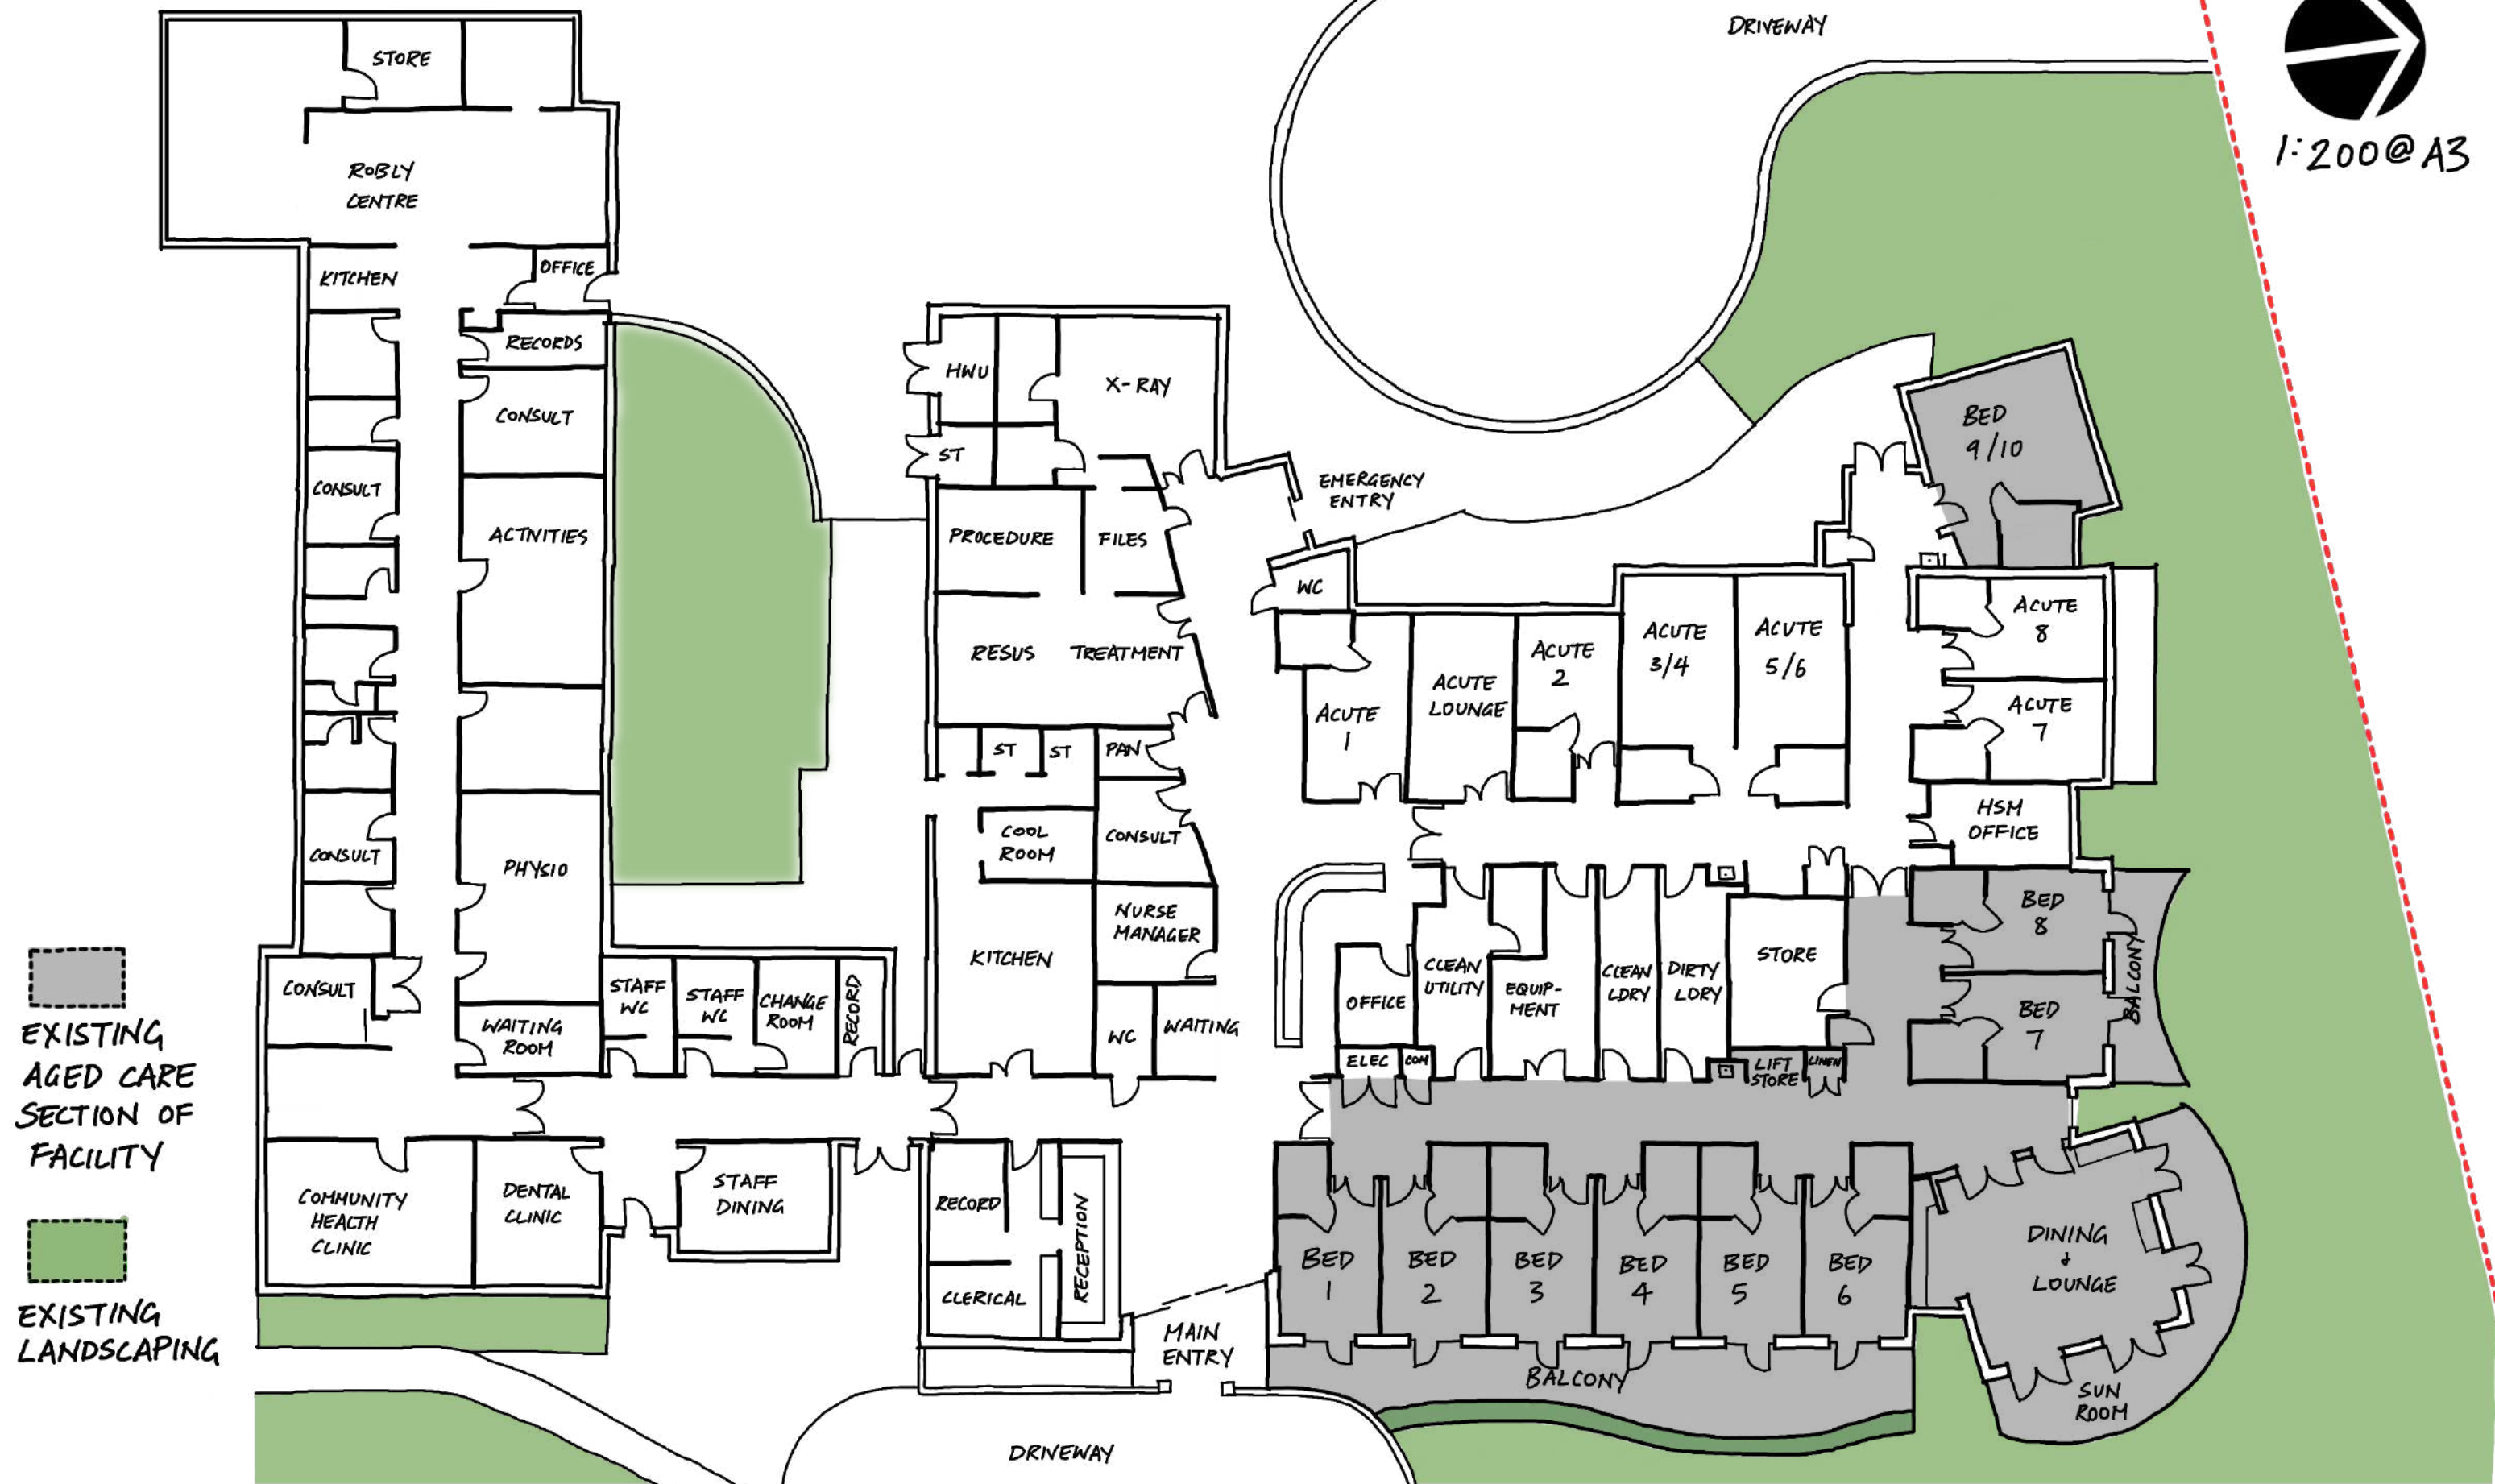 DRIVEWAY
1:200@A3
STORE
ROBLY
CENTRE
KITCHEN
OFFICE
RECORDS
CONSULT
CONSULT
ACTIVITIES
CONSULT
PHYSIO
CONSULT
WAITING
ROOM
STAFF
WC
STAFF
WC
CHANGE
ROOM
RECORD
COMMUNITY
HEALTH
CLINIC
DENTAL
CLINIC
STAFF
DINING
HWU
X-RAY
ST
EMERGENCY
ENTRY
PROCEDURE
FILES
WC
RESUS
TREATMENT
ST
ST
PAN
COOL
ROOM
CONSULT
NURSE
MANAGER
KITCHEN
WC
WAITING
RECORD
CLERICAL
RECEPTION
MAIN
ENTRY
DRIVEWAY
ACUTE
1
ACUTE
LOUNGE
ACUTE
2
ACUTE
3/4
ACUTE
5/6
BED
9/10
ACUTE
8
ACUTE
7
HSM
OFFICE
OFFICE
CLEAN
UTILITY
EQUIP-
MENT
CLEAN
LDRY
DIRTY
LDRY
STORE
ELEC
COM
LIFT
STORE
LINEN
BED
8
BED
7
BALCONY
BED
1
BED
2
BED
3
BED
4
BED
5
BED
6
BALCONY
DINING
+
LOUNGE
SUN
ROOM
EXISTING
AGED CARE
SECTION OF
FACILITY
EXISTING
LANDSCAPING